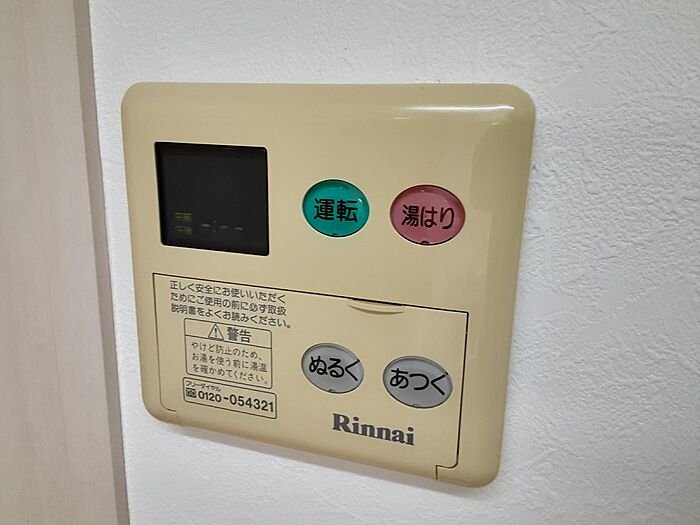 午前
午後 -:--
運転
湯はり
正しく安全にお使いいただく
ためにご使用の前に必ず取扱
説明書をよくお読みください。
警告
やけど防止のため、
お湯を使う前に湯温
を確かめてください。
フリーダイヤル
0120-054321
ぬるく
あつく
Rinnai